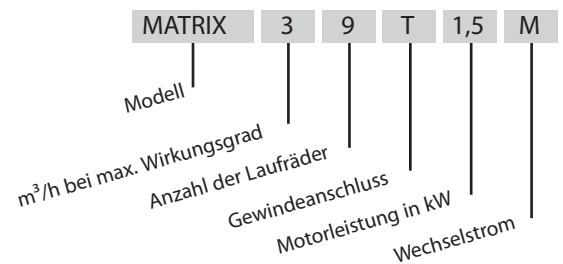 MATRIX 3 9 T 1,5 M
Modell
m³/h bei max. Wirkungsgrad
Anzahl der Laufräder
Gewindeanschluss
Motorleistung in kW
Wechselstrom